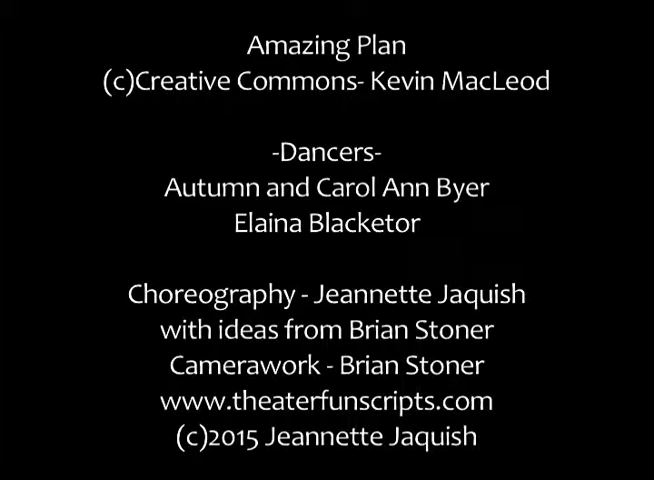 Amazing Plan
(c)Creative Commons- Kevin MacLeod
-Dancers-
Autumn and Carol Ann Byer
Elaina Blacketor
Choreography - Jeannette Jaquish
with ideas from Brian Stoner
Camerawork - Brian Stoner
www.theaterfunscripts.com
(c)2015 Jeannette Jaquish